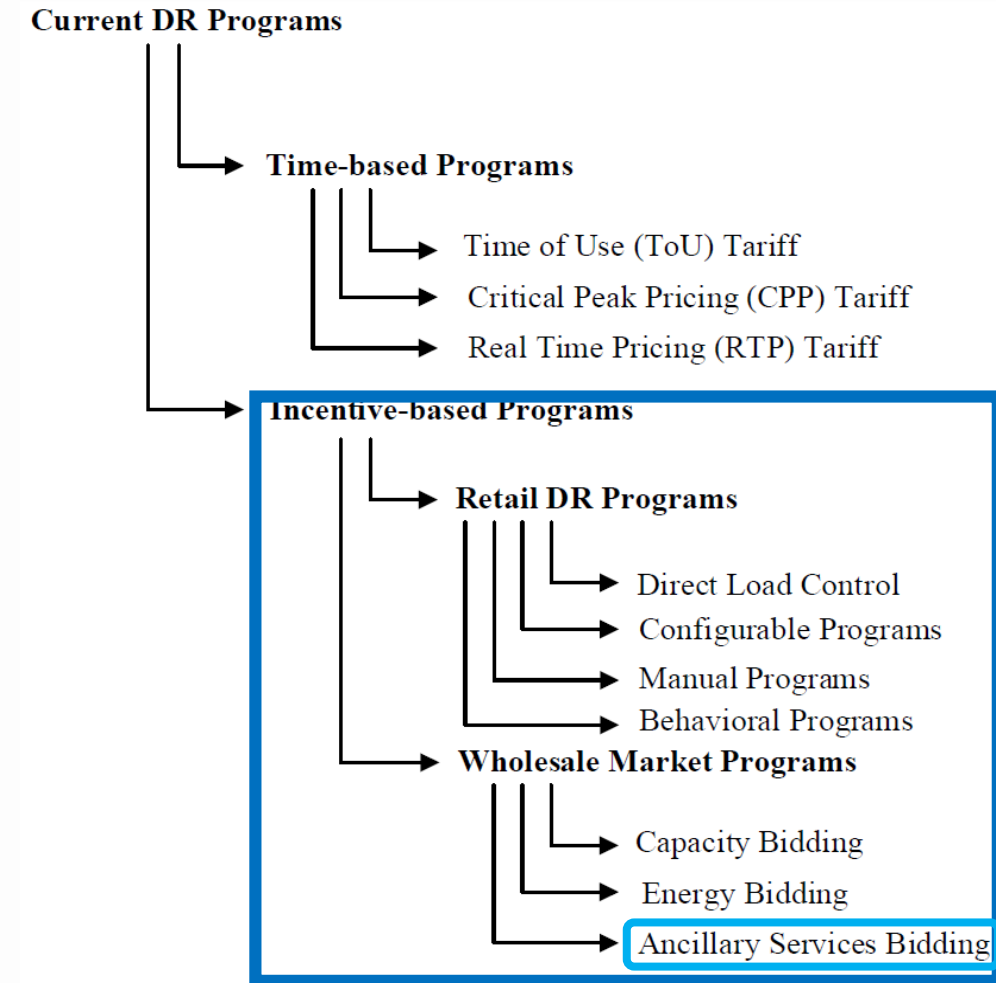 Current DR Programs
Time-based Programs
Time of Use (ToU) Tariff
Critical Peak Pricing (CPP) Tariff
Real Time Pricing (RTP) Tariff
Incentive-based Programs
Retail DR Programs
Direct Load Control
Configurable Programs
Manual Programs
Behavioral Programs
Wholesale Market Programs
Capacity Bidding
Energy Bidding
Ancillary Services Bidding